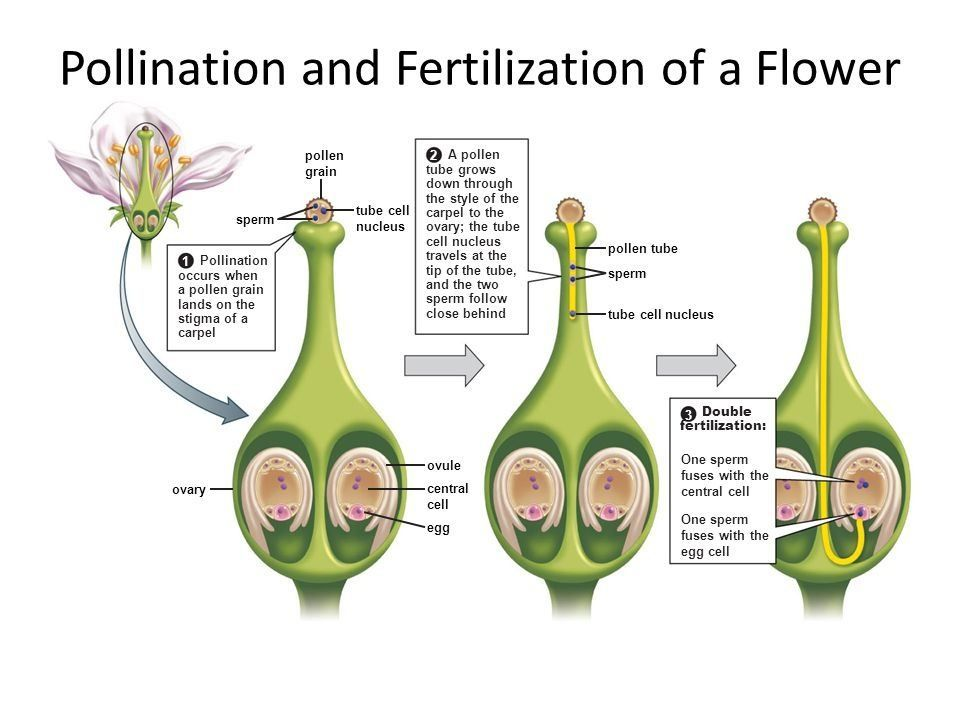 Pollination and Fertilization of a Flower
pollen
grain
sperm
tube cell
nucleus
❶ Pollination
occurs when
a pollen grain
lands on the
stigma of a
carpel
ovary
ovule
central
cell
egg
❷ A pollen
tube grows
down through
the style of the
carpel to the
ovary; the tube
cell nucleus
travels at the
tip of the tube,
and the two
sperm follow
close behind
pollen tube
sperm
tube cell nucleus
❸ Double
fertilization:
One sperm
fuses with the
central cell
One sperm
fuses with the
egg cell